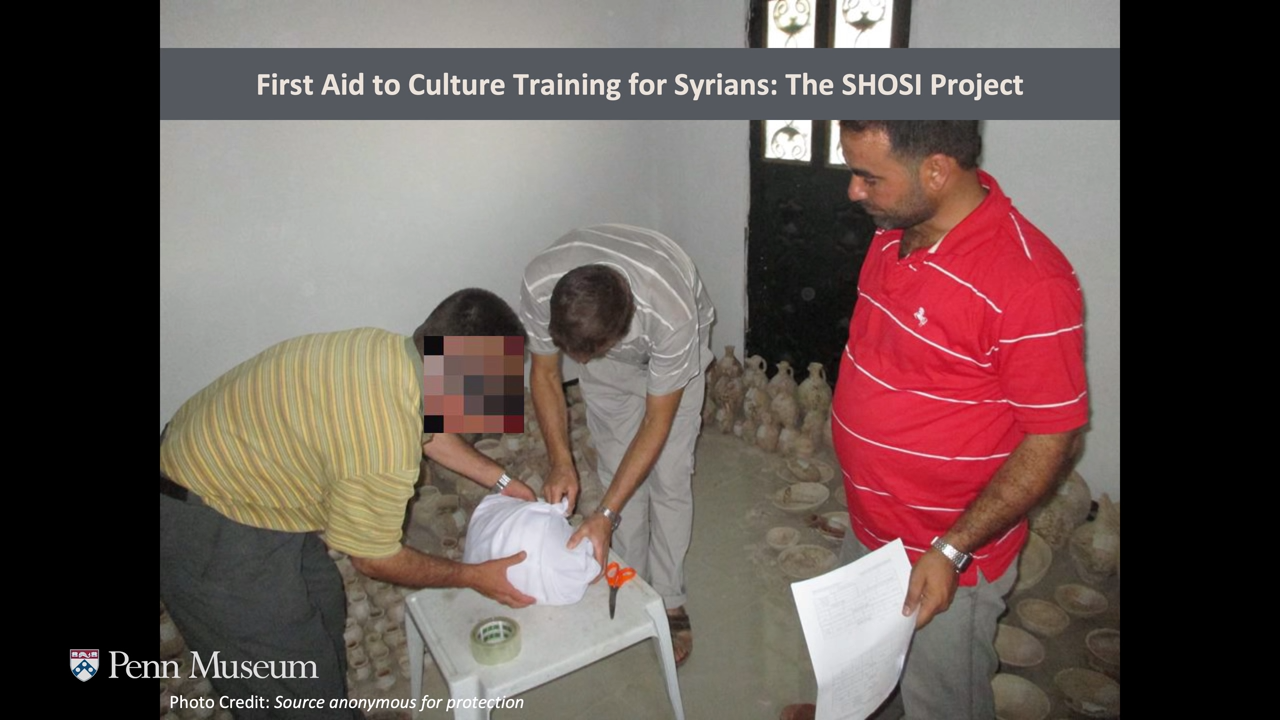 First Aid to Culture Training for Syrians: The SHOSI Project
Penn Museum
Photo Credit: Source anonymous for protection